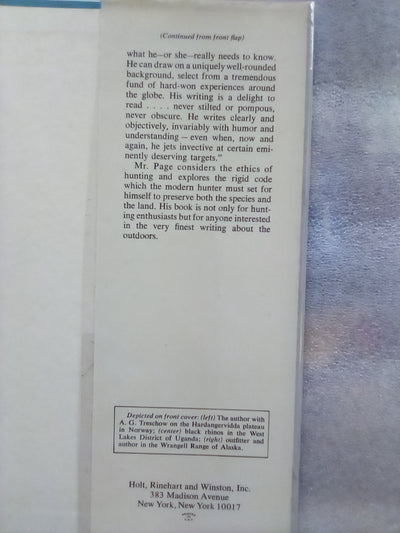 (Continued from front flap)
what he—or she—really needs to know.
He can draw on a uniquely well-rounded
background, select from a tremendous
fund of hard-won experiences around
the globe. His writing is a delight to
read . . . . never stilted or pompous,
never obscure. He writes clearly and
objectively, invariably with humor and
understanding — even when, now and
again, he jets invective at certain emi-
nently deserving targets."
Mr. Page considers the ethics of
hunting and explores the rigid code
which the modern hunter must set for
himself to preserve both the species and
the land. His book is not only for hunt-
ing enthusiasts but for anyone interested
in the very finest writing about the
outdoors.
Depicted on front cover: (left) The author with
A. G. Treschow on the Hardangervidda plateau
in Norway; (center) black rhinos in the West
Lakes District of Uganda; (right) outfitter and
author in the Wrangell Range of Alaska.
Holt, Rinehart and Winston, Inc.
383 Madison Avenue
New York, New York 10017